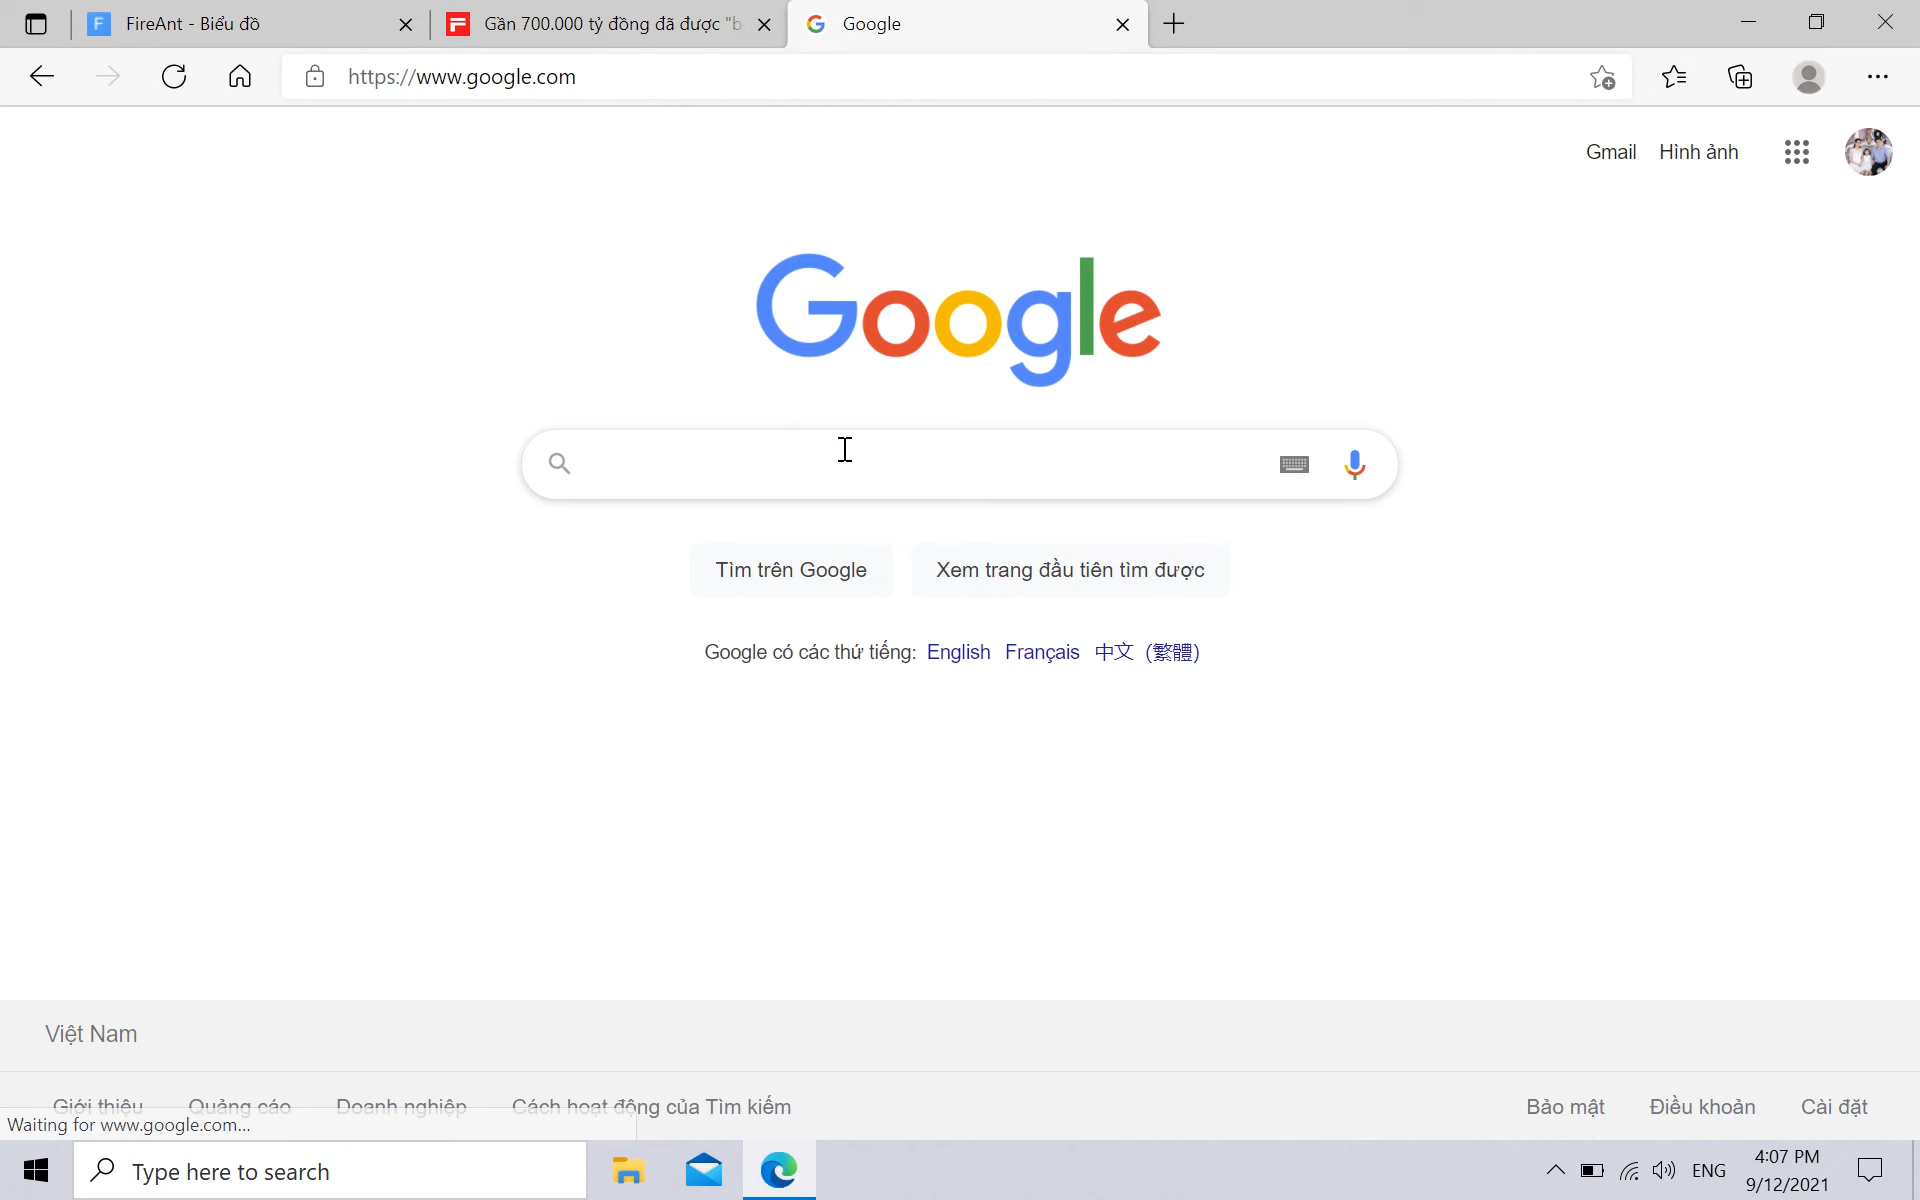 FireAnt - Biểu đồ
Gần 700.000 tỷ đồng đã được "b
Google
https://www.google.com
Gmail Hình ảnh
Google
Tìm trên Google Xem trang đầu tiên tìm được
Google có các thứ tiếng: English Français 中文 (繁體)
Việt Nam
Giới thiệu Quảng cáo Doanh nghiệp Cách hoạt động của Tìm kiếm Bảo mật Điều khoản Cài đặt
Waiting for www.google.com...
Type here to search
ENG
4:07 PM
9/12/2021